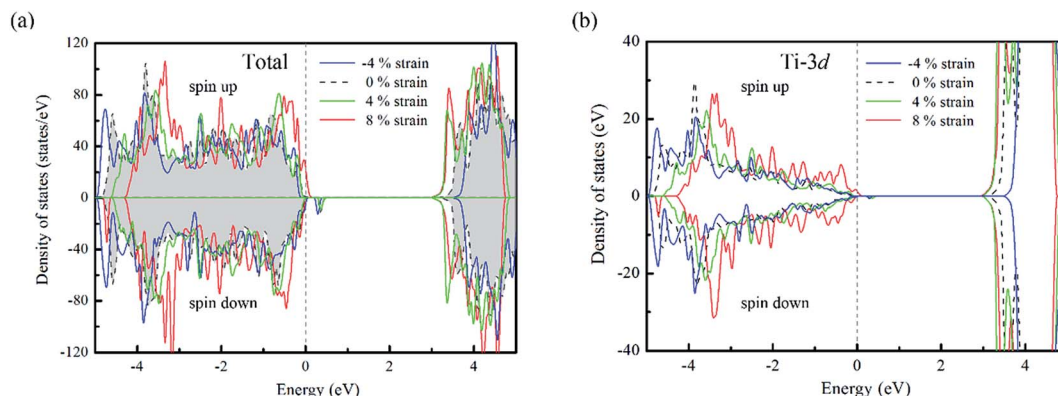 (a)
Density of states (states/eV)
120
80
40
0
-40
-80
-120
Total
spin up
spin down
-4 % strain
0 % strain
4 % strain
8 % strain
-4
-2
0
2
4
Energy (eV)
(b)
Density of states (eV)
40
20
0
-20
-40
Ti-3d
spin up
spin down
-4 % strain
0 % strain
4 % strain
8 % strain
-4
-2
0
2
4
Energy (eV)